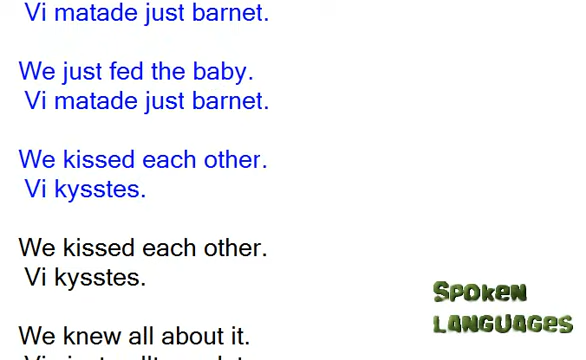 Vi matade just barnet.
We just fed the baby.
Vi matade just barnet.
We kissed each other.
Vi kysstes.
We kissed each other.
Vi kysstes.
We knew all about it.
Spoken
Languages